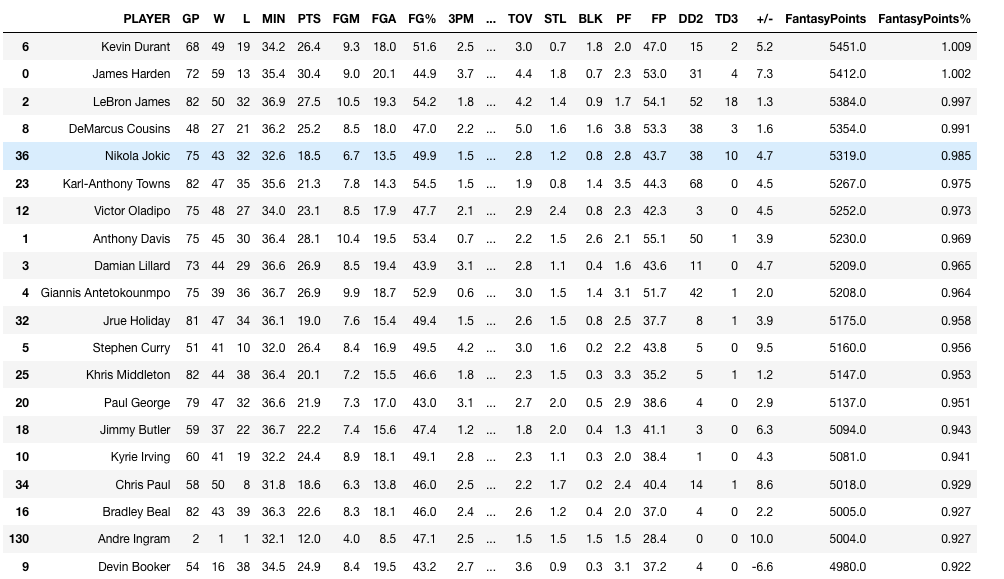 PLAYER GP W L MIN PTS FGM FGA FG% 3PM ... TOV STL BLK PF FP DD2 TD3 +/- FantasyPoints FantasyPoints%
6 Kevin Durant 68 49 19 34.2 26.4 9.3 18.0 51.6 2.5 ... 3.0 0.7 1.8 2.0 47.0 15 2 5.2 5451.0 1.009
0 James Harden 72 59 13 35.4 30.4 9.0 20.1 44.9 3.7 ... 4.4 1.8 0.7 2.3 53.0 31 4 7.3 5412.0 1.002
2 LeBron James 82 50 32 36.9 27.5 10.5 19.3 54.2 1.8 ... 4.2 1.4 0.9 1.7 54.1 52 18 1.3 5384.0 0.997
8 DeMarcus Cousins 48 27 21 36.2 25.2 8.5 18.0 47.0 2.2 ... 5.0 1.6 1.6 3.8 53.3 38 3 1.6 5354.0 0.991
36 Nikola Jokic 75 43 32 32.6 18.5 6.7 13.5 49.9 1.5 ... 2.8 1.2 0.8 2.8 43.7 38 10 4.7 5319.0 0.985
23 Karl-Anthony Towns 82 47 35 35.6 21.3 7.8 14.3 54.5 1.5 ... 1.9 0.8 1.4 3.5 44.3 68 0 4.5 5267.0 0.975
12 Victor Oladipo 75 48 27 34.0 23.1 8.5 17.9 47.7 2.1 ... 2.9 2.4 0.8 2.3 42.3 3 0 4.5 5252.0 0.973
1 Anthony Davis 75 45 30 36.4 28.1 10.4 19.5 53.4 0.7 ... 2.2 1.5 2.6 2.1 55.1 50 1 3.9 5230.0 0.969
3 Damian Lillard 73 44 29 36.6 26.9 8.5 19.4 43.9 3.1 ... 2.8 1.1 0.4 1.6 43.6 11 0 4.7 5209.0 0.965
4 Giannis Antetokounmpo 75 39 36 36.7 26.9 9.9 18.7 52.9 0.6 ... 3.0 1.5 1.4 3.1 51.7 42 1 2.0 5208.0 0.964
32 Jrue Holiday 81 47 34 36.1 19.0 7.6 15.4 49.4 1.5 ... 2.6 1.5 0.8 2.5 37.7 8 1 3.9 5175.0 0.958
5 Stephen Curry 51 41 10 32.0 26.4 8.4 16.9 49.5 4.2 ... 3.0 1.6 0.2 2.2 43.8 5 0 9.5 5160.0 0.956
25 Khris Middleton 82 44 38 36.4 20.1 7.2 15.5 46.6 1.8 ... 2.3 1.5 0.3 3.3 35.2 5 1 1.2 5147.0 0.953
20 Paul George 79 47 32 36.6 21.9 7.3 17.0 43.0 3.1 ... 2.7 2.0 0.5 2.9 38.6 4 0 2.9 5137.0 0.951
18 Jimmy Butler 59 37 22 36.7 22.2 7.4 15.6 47.4 1.2 ... 1.8 2.0 0.4 1.3 41.1 3 0 6.3 5094.0 0.943
10 Kyrie Irving 60 41 19 32.2 24.4 8.9 18.1 49.1 2.8 ... 2.3 1.1 0.3 2.0 38.4 1 0 4.3 5081.0 0.941
34 Chris Paul 58 50 8 31.8 18.6 6.3 13.8 46.0 2.5 ... 2.2 1.7 0.2 2.4 40.4 14 1 8.6 5018.0 0.929
16 Bradley Beal 82 43 39 36.3 22.6 8.3 18.1 46.0 2.4 ... 2.6 1.2 0.4 2.0 37.0 4 0 2.2 5005.0 0.927
130 Andre Ingram 2 1 1 32.1 12.0 4.0 8.5 47.1 2.5 ... 1.5 1.5 1.5 1.5 28.4 0 0 10.0 5004.0 0.927
9 Devin Booker 54 16 38 34.5 24.9 8.4 19.5 43.2 2.7 ... 3.6 0.9 0.3 3.1 37.2 4 0 -6.6 4980.0 0.922